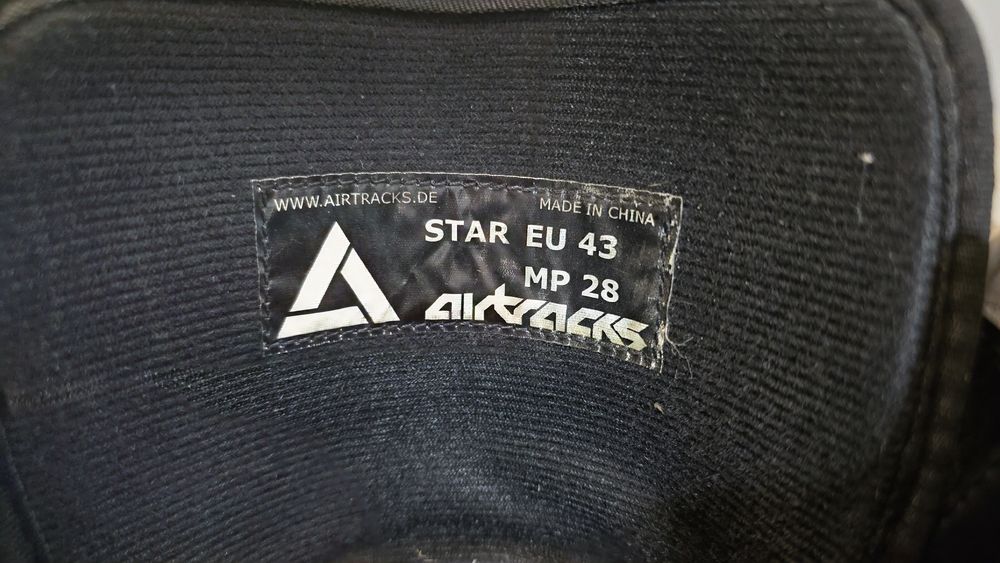 WWW.AIRTRACKS.DE
MADE IN CHINA
STAR EU 43
MP 28
airtracks